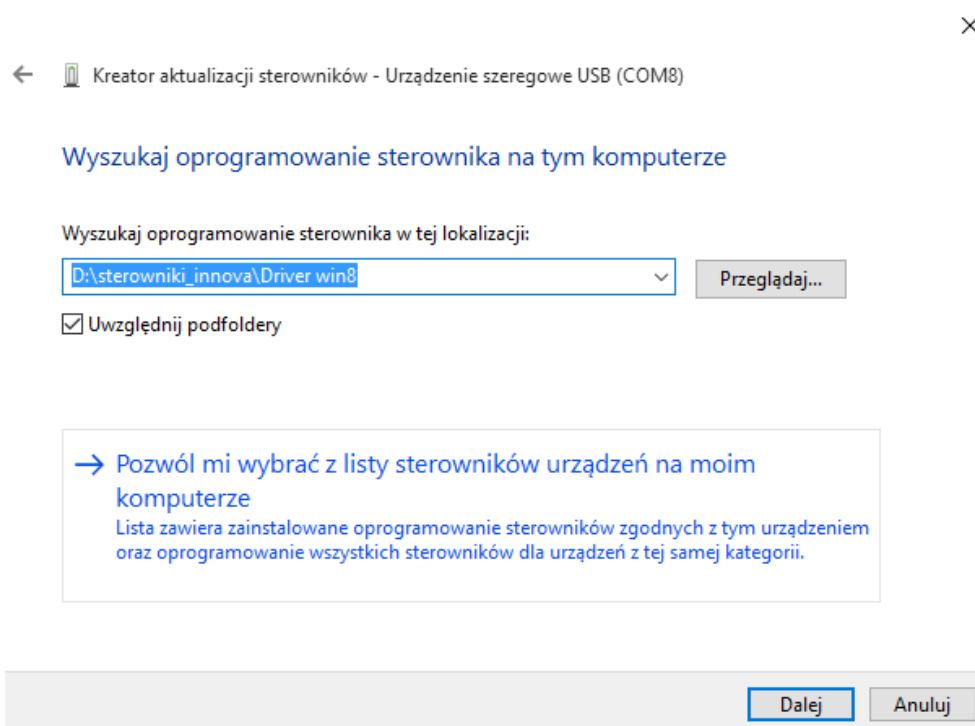 Kreator aktualizacji sterowników - Urządzenie szeregowe USB (COM8)
Wyszukaj oprogramowanie sterownika na tym komputerze
Wyszukaj oprogramowanie sterownika w tej lokalizacji:
D:\sterowniki_innova\Driver win8
Przeglądaj...
Uwzględnij podfoldery
Pozwól mi wybrać z listy sterowników urządzeń na moim
komputerze
Lista zawiera zainstalowane oprogramowanie sterowników zgodnych z tym urządzeniem
oraz oprogramowanie wszystkich sterowników dla urządzeń z tej samej kategorii.
Dalej
Anuluj